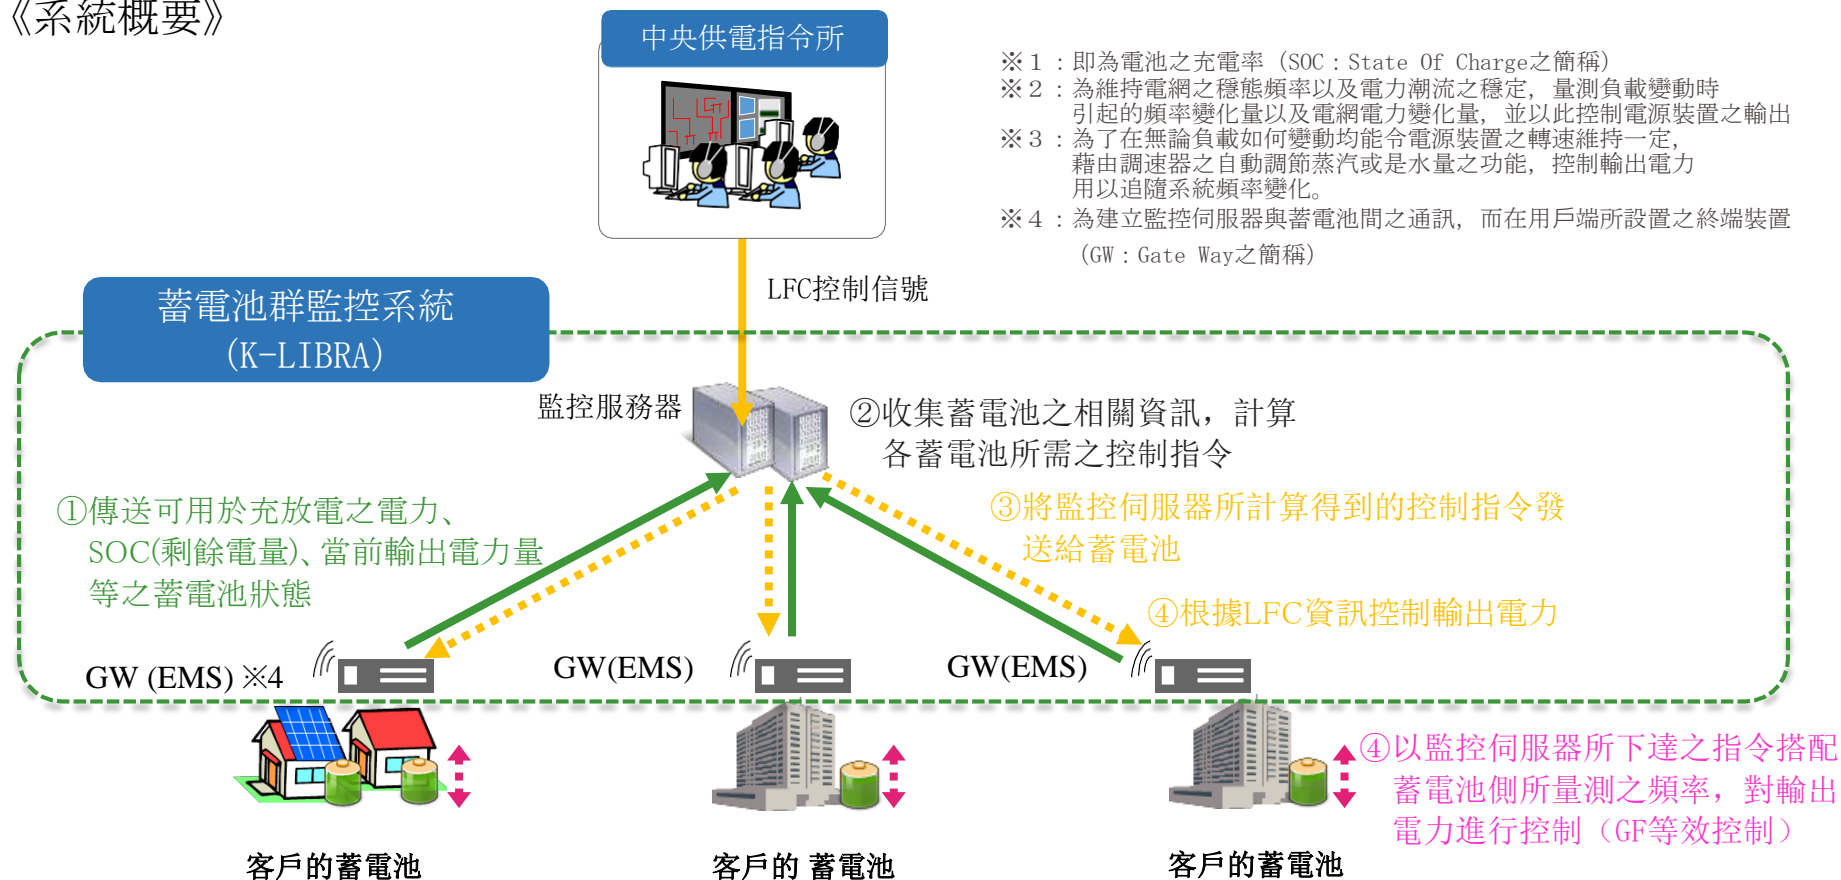 《系統概要》
中央供電指令所
※１：即為電池之充電率（SOC：State Of Charge之簡稱）
※２：為維持電網之穩態頻率以及電力潮流之穩定，量測負載變動時
引起的頻率變化量以及電網電力變化量，並以此控制電源裝置之輸出
※３：為了在無論負載如何變動均能令電源裝置之轉速維持一定，
藉由調速器之自動調節蒸汽或是水量之功能，控制輸出電力
用以追隨系統頻率變化。
※４：為建立監控伺服器與蓄電池間之通訊，而在用戶端所設置之終端裝置
（GW：Gate Way之簡稱）
LFC控制信號
蓄電池群監控系統
(K-LIBRA)
監控服務器
②收集蓄電池之相關資訊，計算
各蓄電池所需之控制指令
①傳送可用於充放電之電力、
SOC(剩餘電量)、當前輸出電力量
等之蓄電池狀態
③將監控伺服器所計算得到的控制指令發
送給蓄電池
④根據LFC資訊控制輸出電力
GW (EMS) ※4
GW(EMS)
GW(EMS)
④以監控伺服器所下達之指令搭配
蓄電池側所量測之頻率，對輸出
電力進行控制（GF等效控制）
客戶的蓄電池
客戶的 蓄電池
客戶的蓄電池